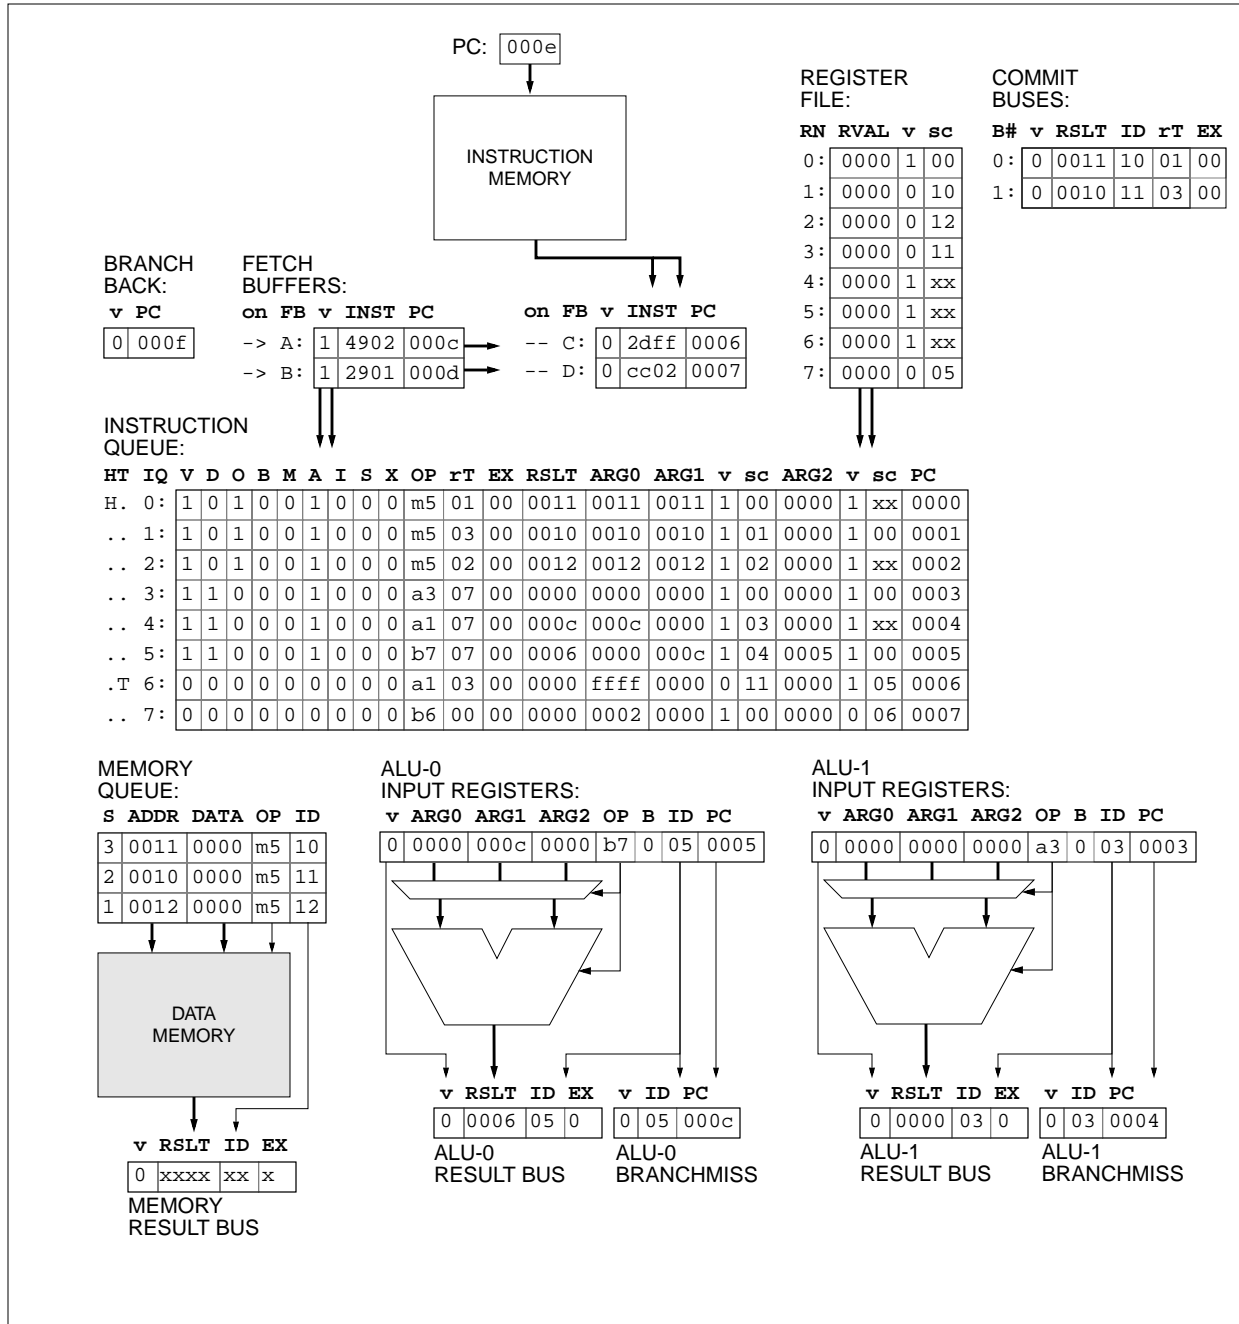 PC: 000e
REGISTER FILE:
RN RVAL v sc
0: 0000 1 00
1: 0000 0 10
2: 0000 0 12
3: 0000 0 11
4: 0000 1 xx
5: 0000 1 xx
6: 0000 1 xx
7: 0000 0 05
COMMIT BUSES:
B# v RSLT ID rT EX
0: 0 0011 10 01 00
1: 0 0010 11 03 00
INSTRUCTION
MEMORY
BRANCH BACK:
v PC
0 000f
FETCH BUFFERS:
on FB v INST PC
-> A: 1 4902 000c
-> B: 1 2901 000d
on FB v INST PC
-- C: 0 2dff 0006
-- D: 0 cc02 0007
INSTRUCTION
QUEUE:
HT IQ V D O B M A I S X OP rT EX RSLT ARG0 ARG1 v sc ARG2 v sc PC
H. 0: 1 0 1 0 0 1 0 0 0 m5 01 00 0011 0011 0011 1 00 0000 1 xx 0000
.. 1: 1 0 1 0 0 1 0 0 0 m5 03 00 0010 0010 0010 1 01 0000 1 00 0001
.. 2: 1 0 1 0 0 1 0 0 0 m5 02 00 0012 0012 0012 1 02 0000 1 xx 0002
.. 3: 1 1 0 0 0 1 0 0 0 a3 07 00 0000 0000 0000 1 00 0000 1 00 0003
.. 4: 1 1 0 0 0 1 0 0 0 a1 07 00 000c 000c 0000 1 03 0000 1 xx 0004
.. 5: 1 1 0 0 0 1 0 0 0 b7 07 00 0006 0000 000c 1 04 0005 1 00 0005
.T 6: 0 0 0 0 0 0 0 0 0 a1 03 00 0000 ffff 0000 0 11 0000 1 05 0006
.. 7: 0 0 0 0 0 0 0 0 0 b6 00 00 0000 0002 0000 1 00 0000 0 06 0007
MEMORY
QUEUE:
S ADDR DATA OP ID
3 0011 0000 m5 10
2 0010 0000 m5 11
1 0012 0000 m5 12
DATA
MEMORY
v RSLT ID EX
0 xxxx xx x
MEMORY
RESULT BUS
ALU-0
INPUT REGISTERS:
v ARG0 ARG1 ARG2 OP B ID PC
0 0000 000c 0000 b7 0 05 0005
v RSLT ID EX
0 0006 05 0
ALU-0
RESULT BUS
v ID PC
0 05 000c
ALU-0
BRANCHMISS
ALU-1
INPUT REGISTERS:
v ARG0 ARG1 ARG2 OP B ID PC
0 0000 0000 0000 a3 0 03 0003
v RSLT ID EX
0 0000 03 0
ALU-1
RESULT BUS
v ID PC
0 03 0004
ALU-1
BRANCHMISS